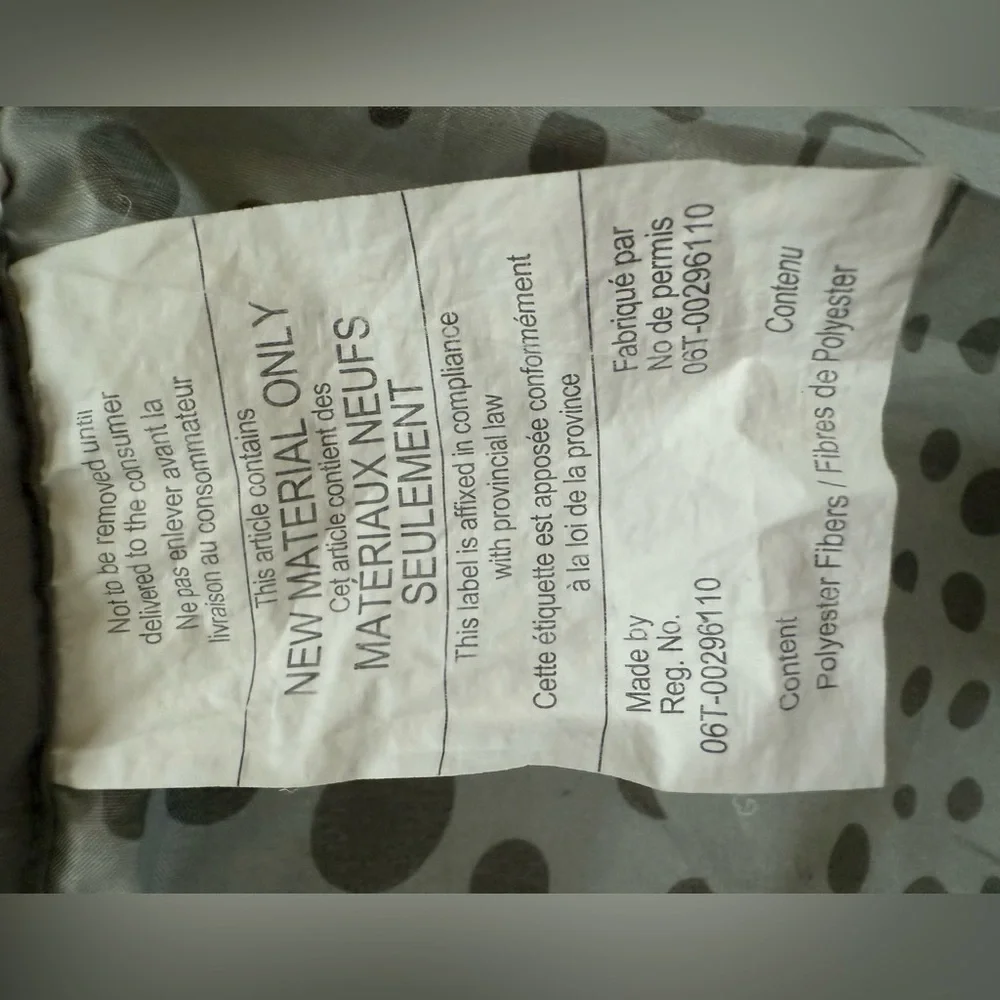 Not to be removed until
delivered to the consumer
Ne pas enlever avant la
livraison au consommateur
This article contains
NEW MATERIAL ONLY
Cet article contient des
MATÉRIAUX NEUFS
SEULEMENT
This label is affixed in compliance
with provincial law
Cette étiquette est apposée conformément
à la loi de la province
Made by
Reg. No.
06T-00296110
Fabriqué par
No de permis
06T-00296110
Content Contenu
Polyester Fibers / Fibres de Polyester